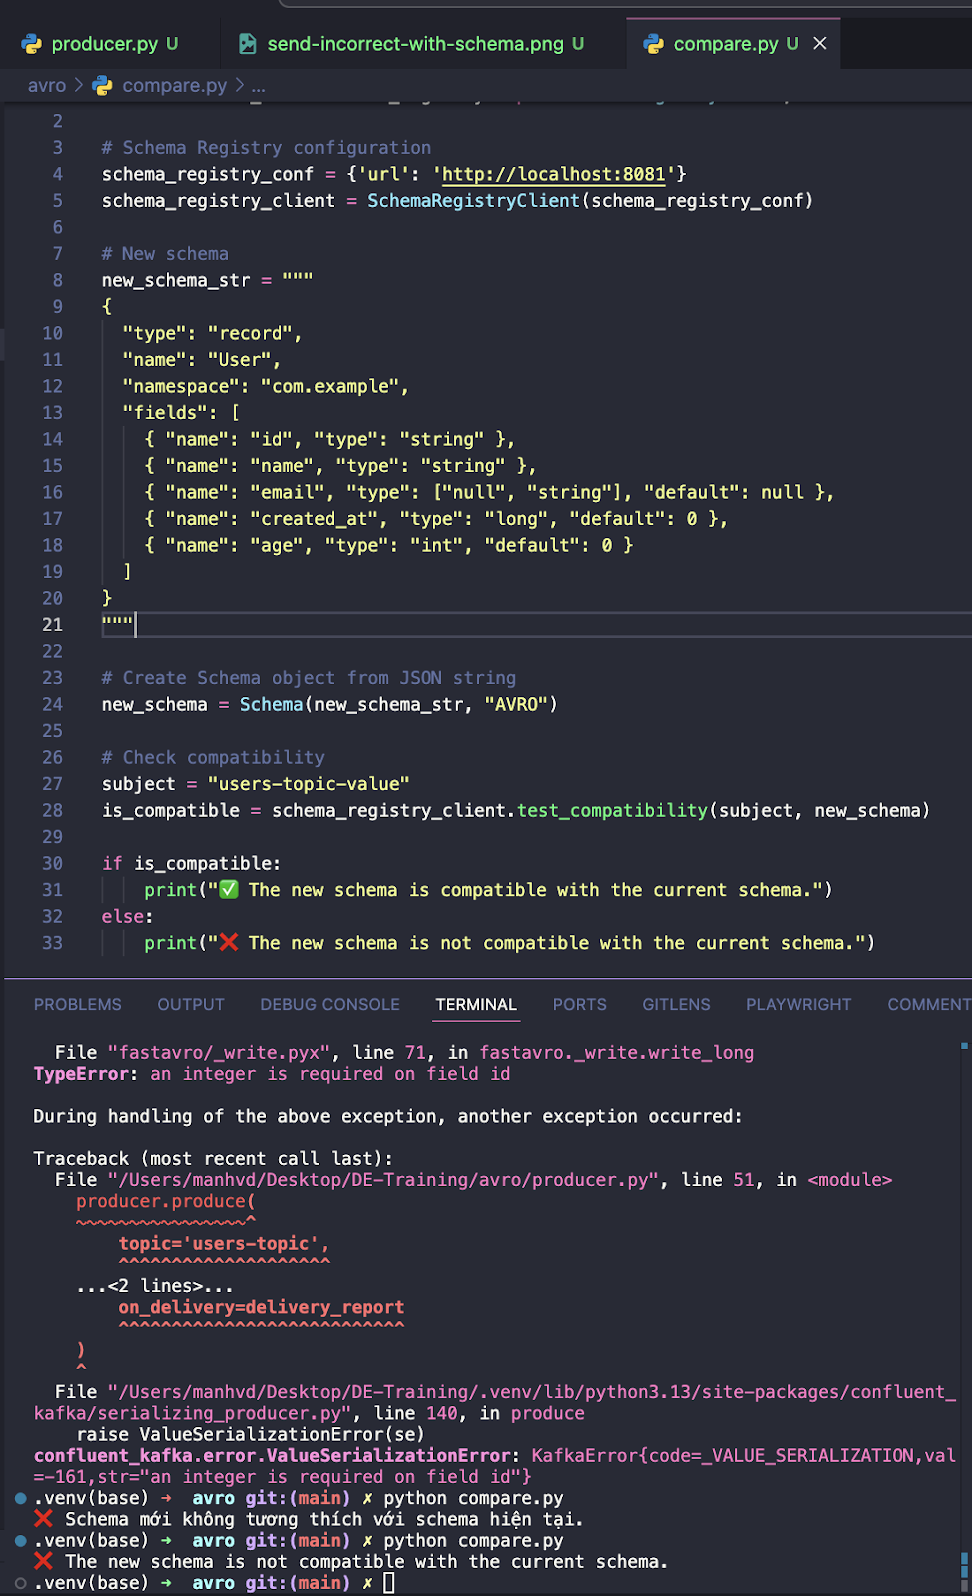 producer.py U
send-incorrect-with-schema.png U
compare.py U ×
avro > compare.py > ...
2
3 # Schema Registry configuration
4 schema_registry_conf = {'url': 'http://localhost:8081'}
5 schema_registry_client = SchemaRegistryClient(schema_registry_conf)
6
7 # New schema
8 new_schema_str = """
9 {
10 "type": "record",
11 "name": "User",
12 "namespace": "com.example",
13 "fields": [
14 { "name": "id", "type": "string" },
15 { "name": "name", "type": "string" },
16 { "name": "email", "type": ["null", "string"], "default": null },
17 { "name": "created_at", "type": "long", "default": 0 },
18 { "name": "age", "type": "int", "default": 0 }
19 ]
20 }
21 """
22
23 # Create Schema object from JSON string
24 new_schema = Schema(new_schema_str, "AVRO")
25
26 # Check compatibility
27 subject = "users-topic-value"
28 is_compatible = schema_registry_client.test_compatibility(subject, new_schema)
29
30 if is_compatible:
31 print("✅ The new schema is compatible with the current schema.")
32 else:
33 print("❌ The new schema is not compatible with the current schema.")
PROBLEMS OUTPUT DEBUG CONSOLE TERMINAL PORTS GITLENS PLAYWRIGHT COMMENT
File "fastavro/_write.pyx", line 71, in fastavro._write.write_long
TypeError: an integer is required on field id
During handling of the above exception, another exception occurred:
Traceback (most recent call last):
File "/Users/manhvd/Desktop/DE-Training/avro/producer.py", line 51, in <module>
producer.produce(
~~~~~~~~~~~~~~~~^
topic='users-topic',
^^^^^^^^^^^^^^^^^^^^
...<2 lines>...
on_delivery=delivery_report
^^^^^^^^^^^^^^^^^^^^^^^^^^^
)
^
File "/Users/manhvd/Desktop/DE-Training/.venv/lib/python3.13/site-packages/confluent_
kafka/serializing_producer.py", line 140, in produce
raise ValueSerializationError(se)
confluent_kafka.error.ValueSerializationError: KafkaError{code=_VALUE_SERIALIZATION,val
=-161,str="an integer is required on field id"}
.venv(base) → avro git:(main) ✗ python compare.py
❌ Schema mới không tương thích với schema hiện tại.
.venv(base) → avro git:(main) ✗ python compare.py
❌ The new schema is not compatible with the current schema.
.venv(base) → avro git:(main) ✗